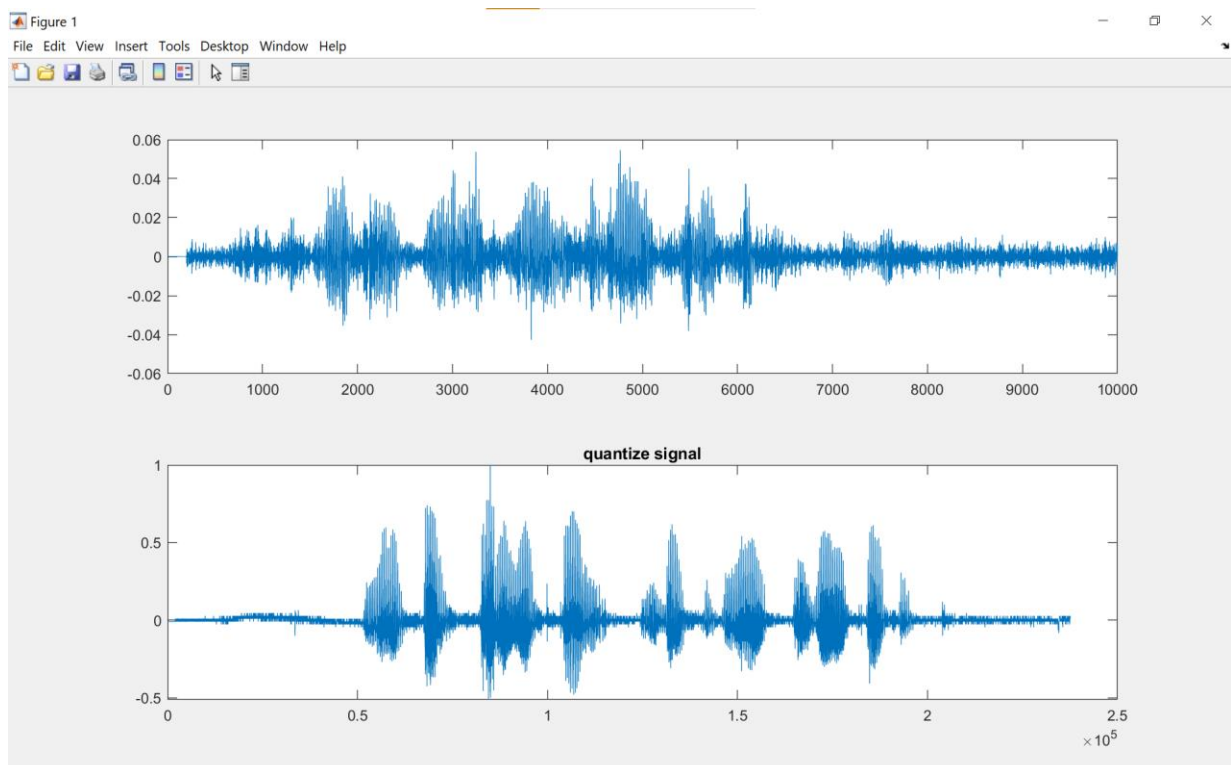 Figure 1
File Edit View Insert Tools Desktop Window Help
0.06
0.04
0.02
0
-0.02
-0.04
-0.06
0 1000 2000 3000 4000 5000 6000 7000 8000 9000 10000
quantize signal
1
0.5
0
-0.5
0 0.5 1 1.5 2 2.5
×10⁵